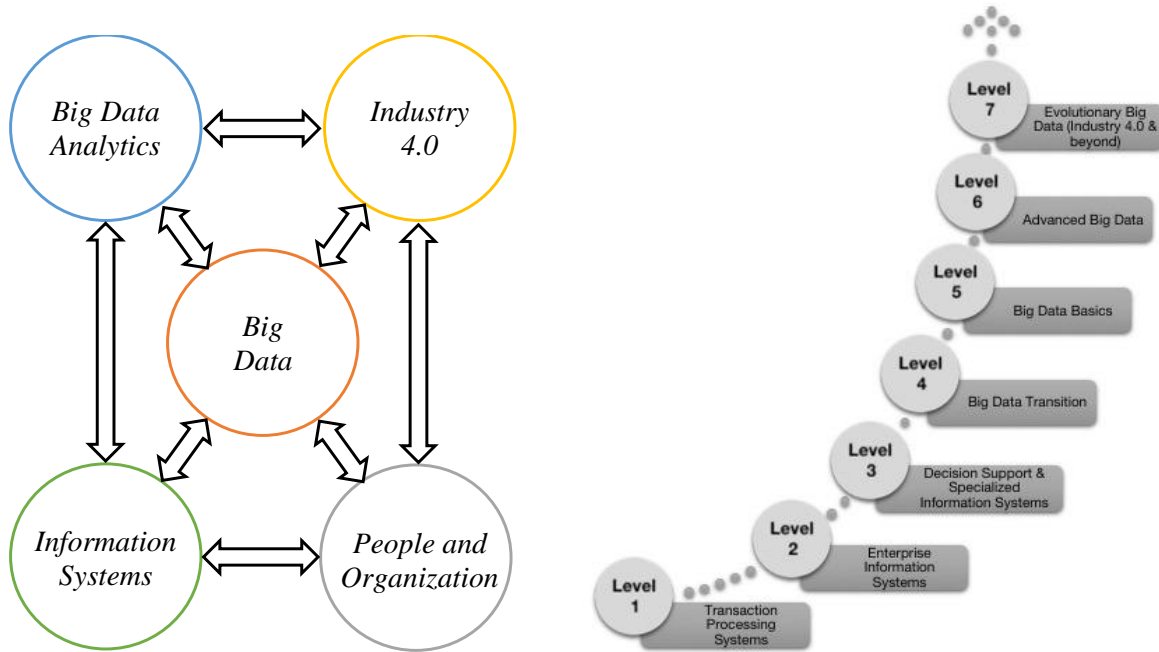 Big Data
Analytics
Industry
4.0
Big
Data
Information
Systems
People and
Organization
Level
7
Evolutionary Big
Data (Industry 4.0 &
beyond)
Level
6
Advanced Big Data
Level
5
Big Data Basics
Level
4
Big Data Transition
Level
3
Decision Support &
Specialized
Information Systems
Level
2
Enterprise
Information
Systems
Level
1
Transaction
Processing
Systems